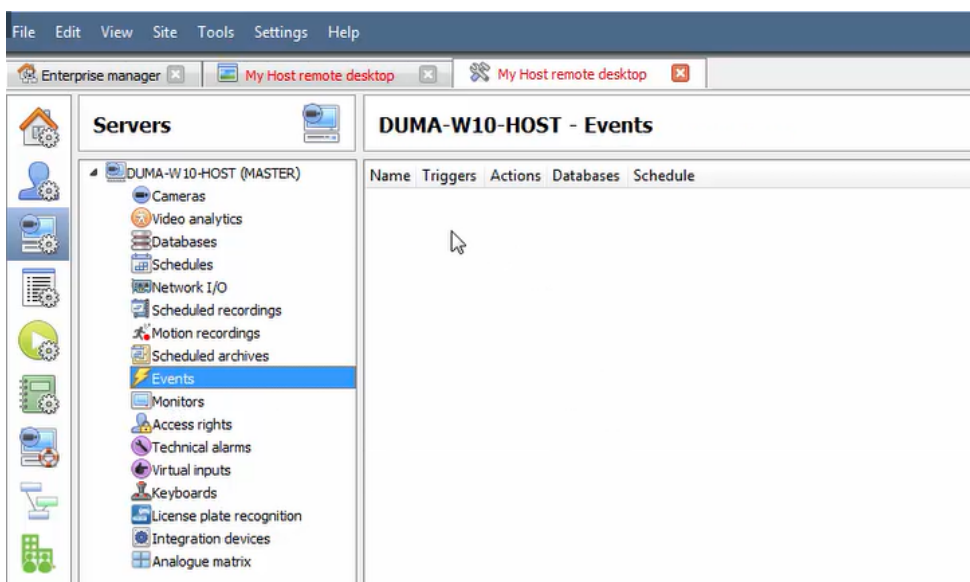 File Edit View Site Tools Settings Help
Enterprise manager My Host remote desktop My Host remote desktop
Servers
DUMA-W10-HOST - Events
DUMA-W10-HOST (MASTER)
Name Triggers Actions Databases Schedule
Cameras
Video analytics
Databases
Schedules
Network I/O
Scheduled recordings
Motion recordings
Scheduled archives
Events
Monitors
Access rights
Technical alarms
Virtual inputs
Keyboards
License plate recognition
Integration devices
Analogue matrix